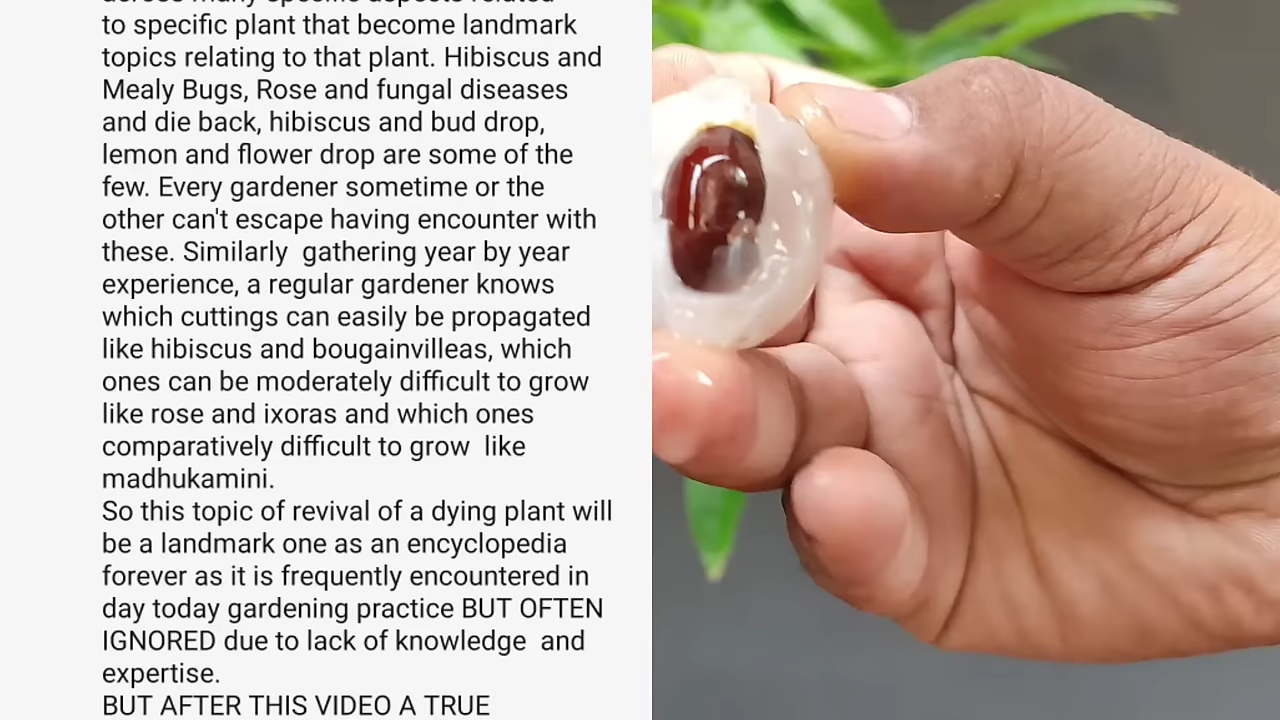 to specific plant that become landmark
topics relating to that plant. Hibiscus and
Mealy Bugs, Rose and fungal diseases
and die back, hibiscus and bud drop,
lemon and flower drop are some of the
few. Every gardener sometime or the
other can't escape having encounter with
these. Similarly  gathering year by year
experience, a regular gardener knows
which cuttings can easily be propagated
like hibiscus and bougainvilleas, which
ones can be moderately difficult to grow
like rose and ixoras and which ones
comparatively difficult to grow  like
madhukamini.
So this topic of revival of a dying plant will
be a landmark one as an encyclopedia
forever as it is frequently encountered in
day today gardening practice BUT OFTEN
IGNORED due to lack of knowledge  and
expertise.
BUT AFTER THIS VIDEO A TRUE